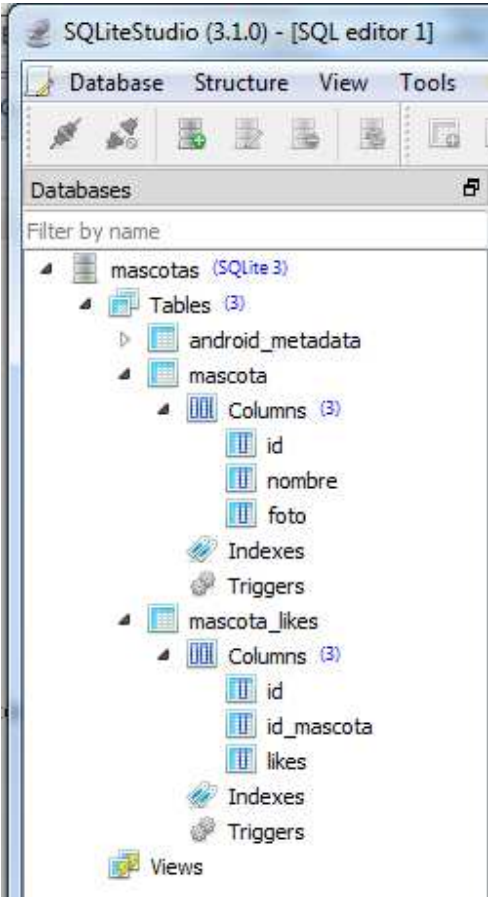 SQLiteStudio (3.1.0) - [SQL editor 1]
Database Structure View Tools
Databases
Filter by name
mascotas (SQLite 3)
Tables (3)
android_metadata
mascota
Columns (3)
id
nombre
foto
Indexes
Triggers
mascota_likes
Columns (3)
id
id_mascota
likes
Indexes
Triggers
Views